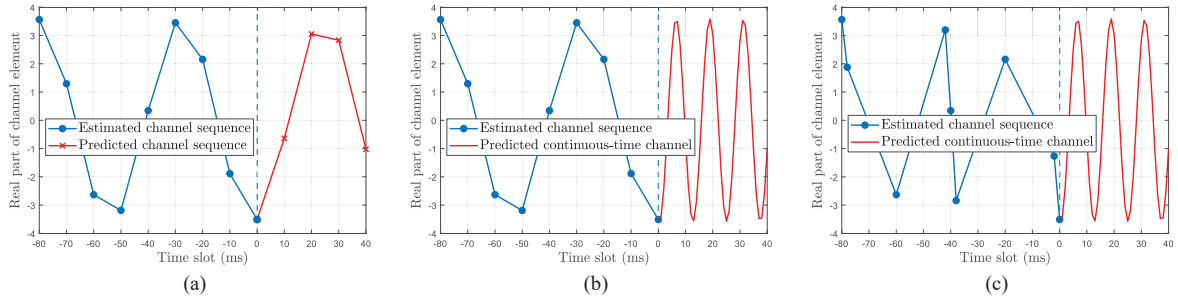 4
3
2
1
0
-1
-2
-3
-4
Real part of channel element
Estimated channel sequence
Predicted channel sequence
-80 -70 -60 -50 -40 -30 -20 -10 0 10 20 30 40
Time slot (ms)
(a)
4
3
2
1
0
-1
-2
-3
-4
Real part of channel element
Estimated channel sequence
Predicted continuous-time channel
-80 -70 -60 -50 -40 -30 -20 -10 0 10 20 30 40
Time slot (ms)
(b)
4
3
2
1
0
-1
-2
-3
-4
Real part of channel element
Estimated channel sequence
Predicted continuous-time channel
-80 -70 -60 -50 -40 -30 -20 -10 0 10 20 30 40
Time slot (ms)
(c)